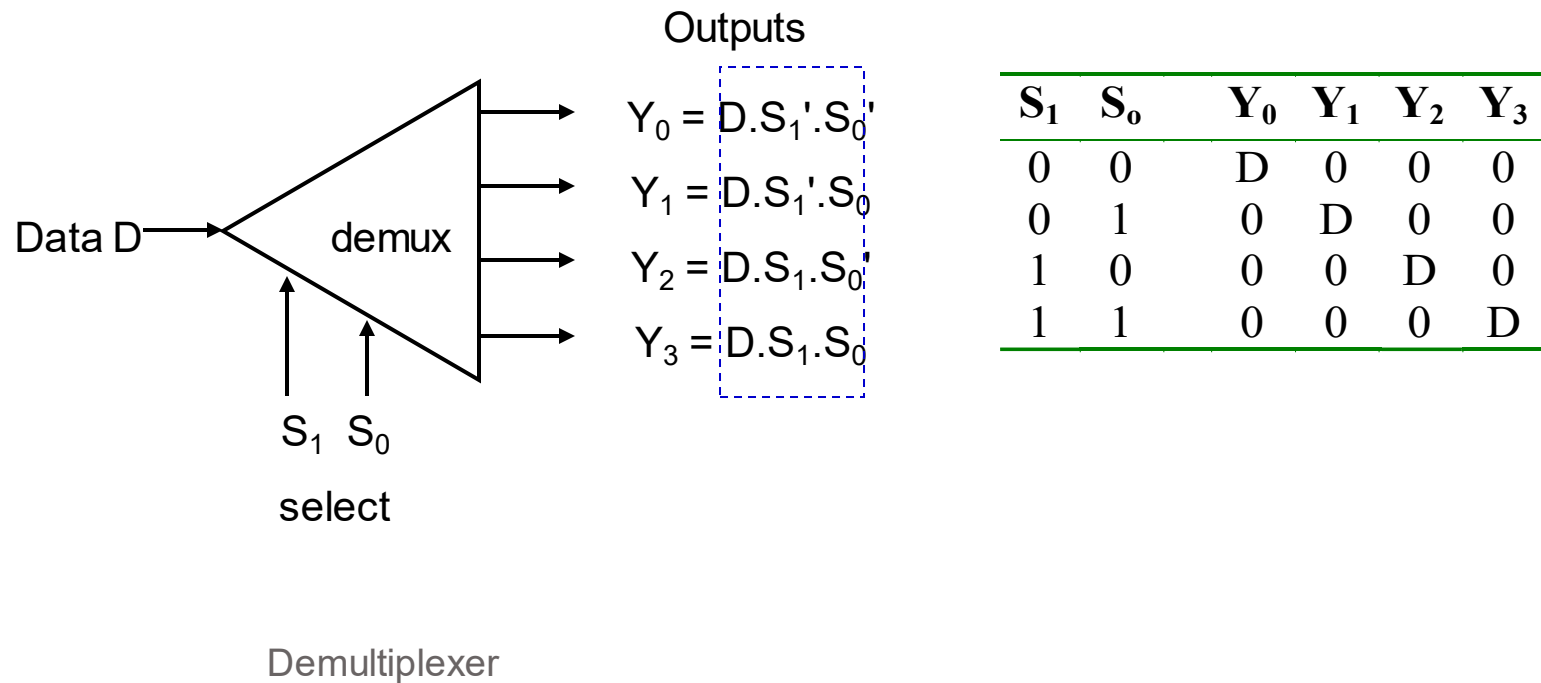 Outputs
Y₀ = D.S₁'.S₀'
Y₁ = D.S₁'.S₀
Y₂ = D.S₁.S₀'
Y₃ = D.S₁.S₀
Data D
demux
S₁ S₀
select
S₁ Sₒ Y₀ Y₁ Y₂ Y₃
0 0 D 0 0 0
0 1 0 D 0 0
1 0 0 0 D 0
1 1 0 0 0 D
Demultiplexer